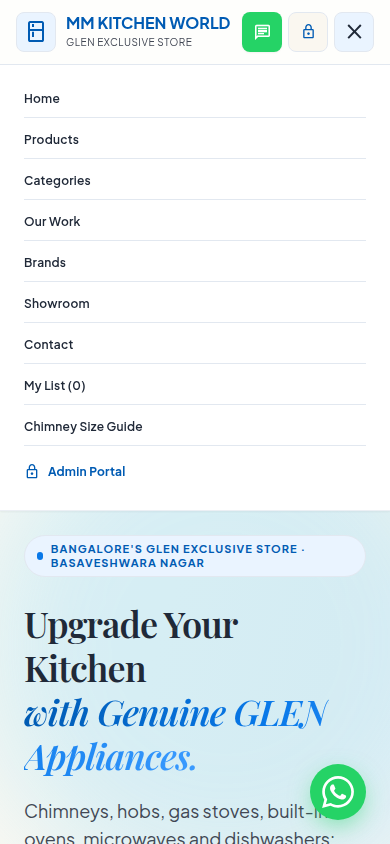 MM KITCHEN WORLD
GLEN EXCLUSIVE STORE
Home
Products
Categories
Our Work
Brands
Showroom
Contact
My List (0)
Chimney Size Guide
Admin Portal
BANGALORE'S GLEN EXCLUSIVE STORE ·
BASAVESHWARA NAGAR
Upgrade Your
Kitchen
with Genuine GLEN
Appliances.
Chimneys, hobs, gas stoves, built-in
ovens, microwaves and dishwashers: